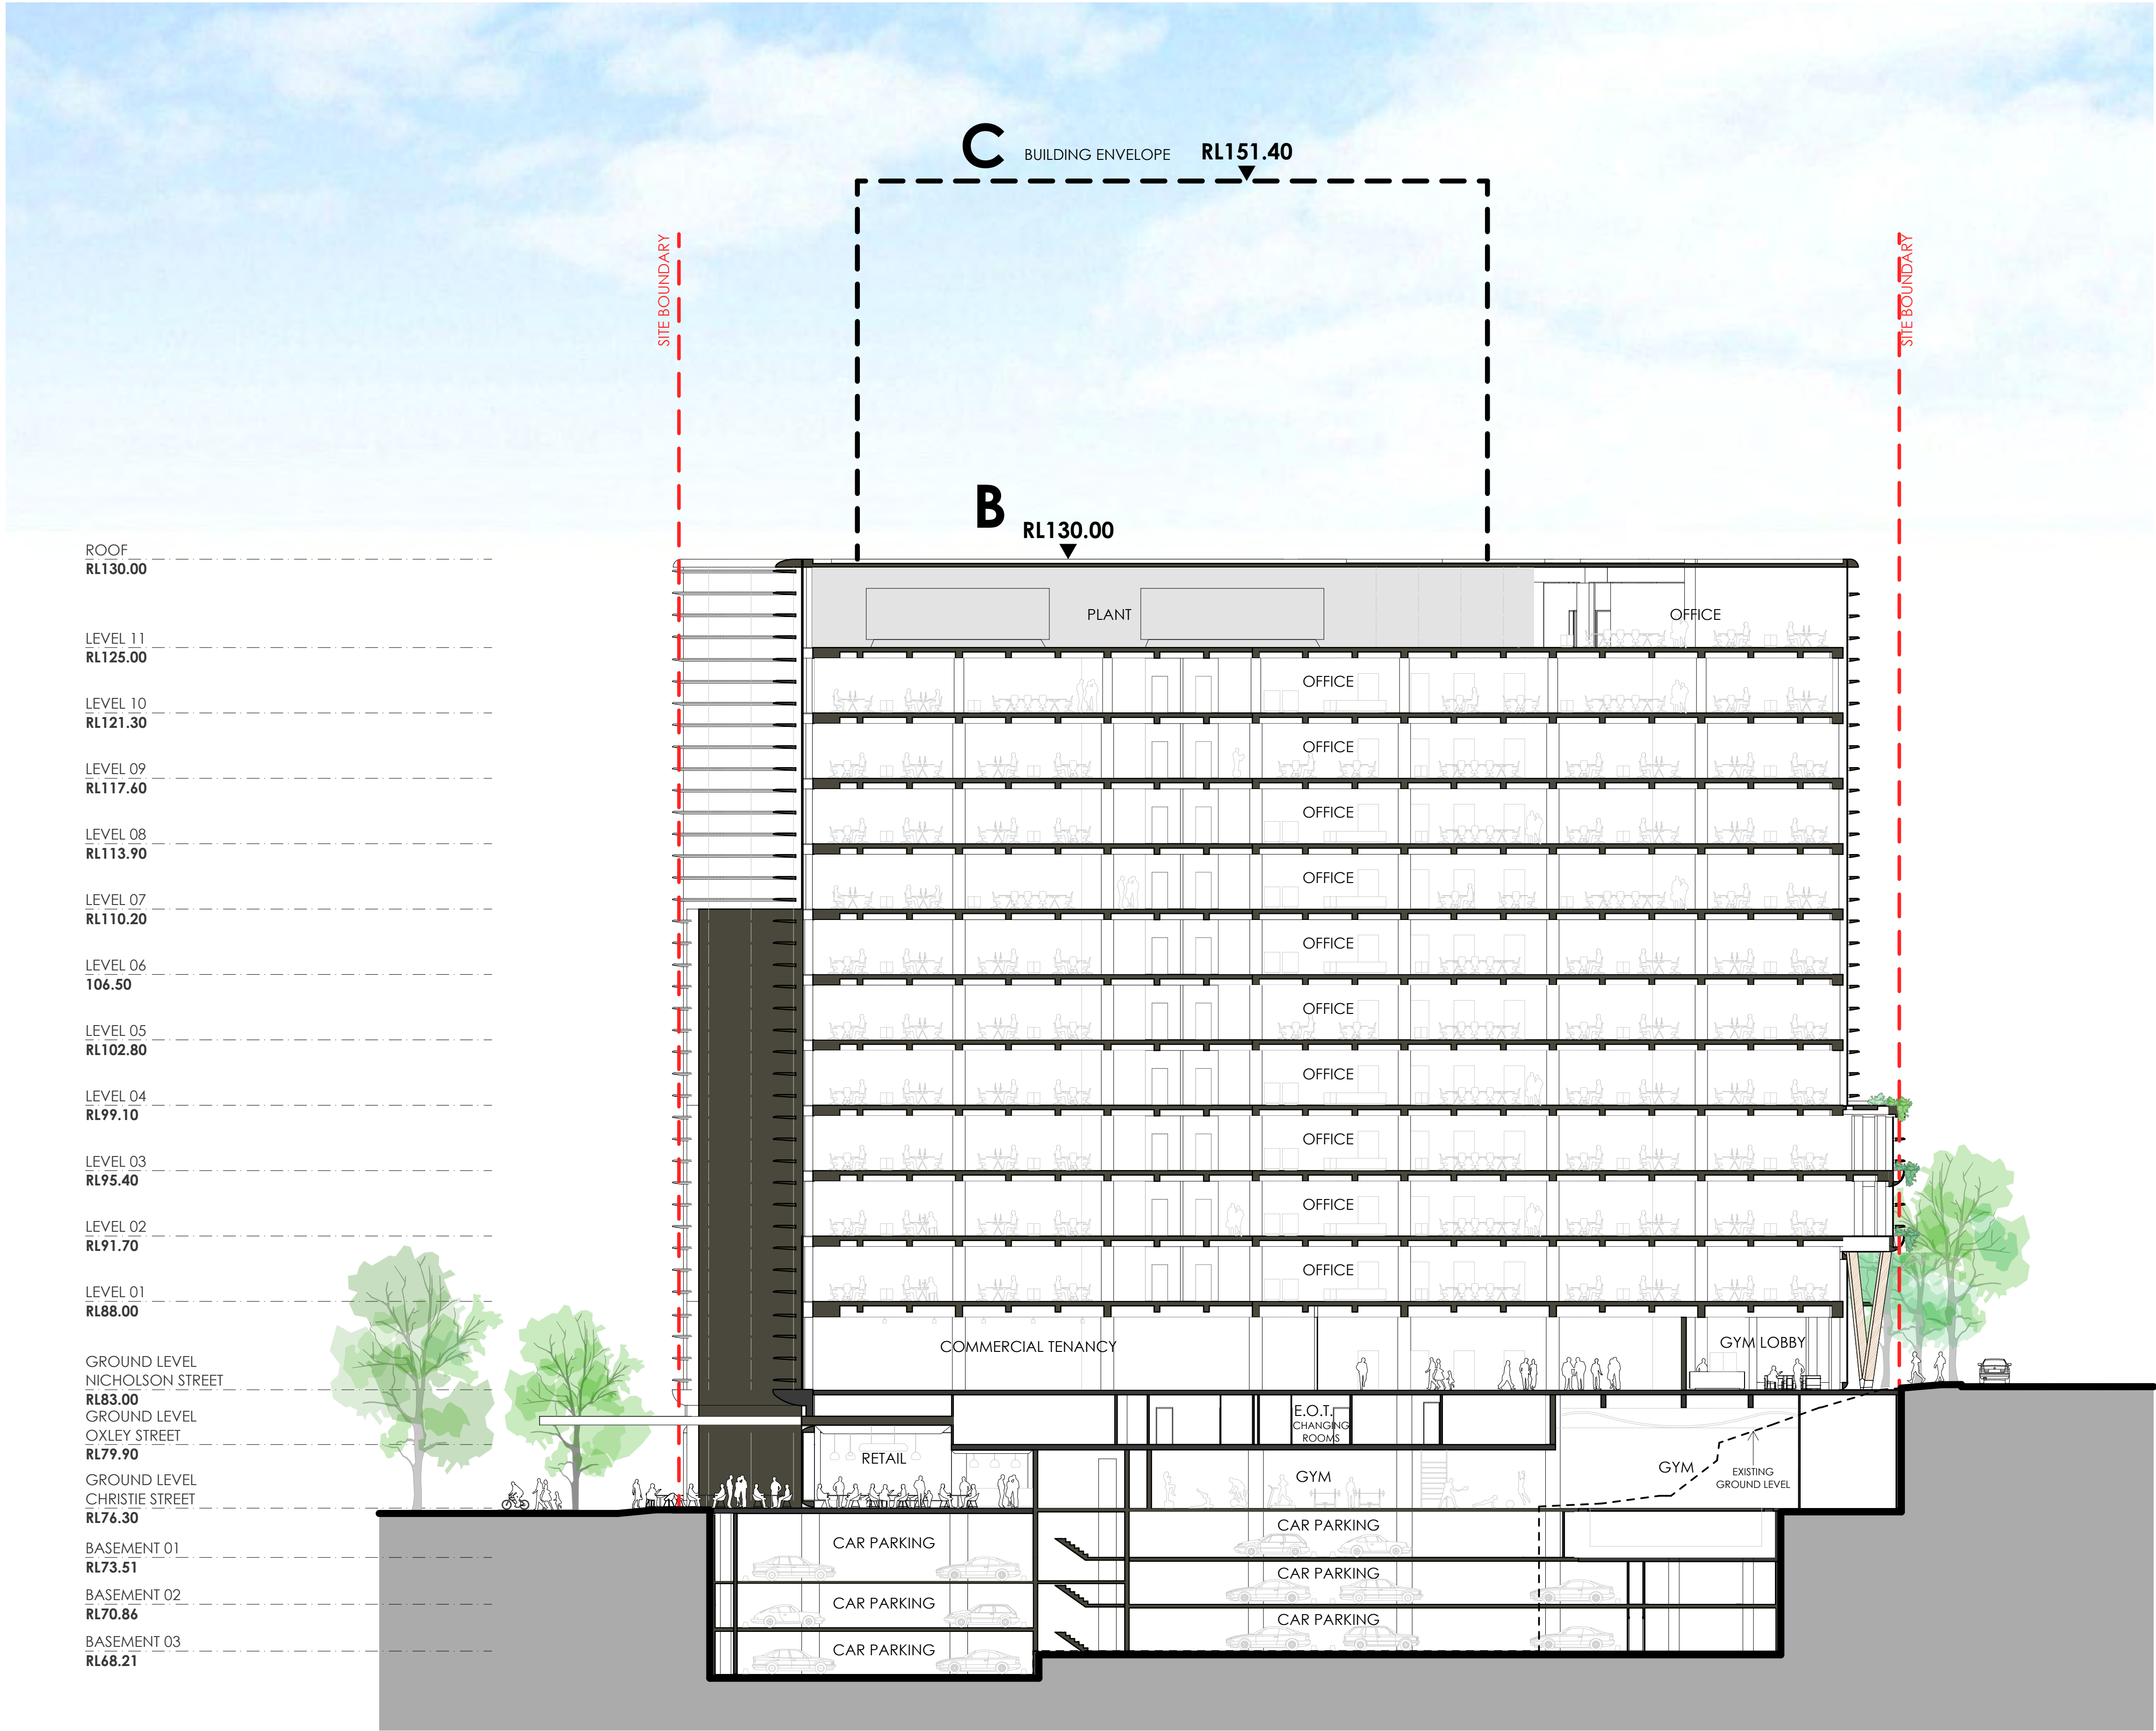 C BUILDING ENVELOPE RL151.40
SITE BOUNDARY
SITE BOUNDARY
B
RL130.00
ROOF
RL130.00
PLANT
OFFICE
LEVEL 11
RL125.00
OFFICE
LEVEL 10
RL121.30
OFFICE
LEVEL 09
RL117.60
OFFICE
LEVEL 08
RL113.90
OFFICE
LEVEL 07
RL110.20
OFFICE
LEVEL 06
106.50
OFFICE
LEVEL 05
RL102.80
OFFICE
LEVEL 04
RL99.10
OFFICE
LEVEL 03
RL95.40
OFFICE
LEVEL 02
RL91.70
OFFICE
LEVEL 01
RL88.00
COMMERCIAL TENANCY
GYM LOBBY
GROUND LEVEL
NICHOLSON STREET
RL83.00
GROUND LEVEL
OXLEY STREET
RL79.90
E.O.T.
CHANGING
ROOMS
RETAIL
GYM
GYM
EXISTING
GROUND LEVEL
GROUND LEVEL
CHRISTIE STREET
RL76.30
CAR PARKING
CAR PARKING
BASEMENT 01
RL73.51
CAR PARKING
CAR PARKING
BASEMENT 02
RL70.86
CAR PARKING
CAR PARKING
BASEMENT 03
RL68.21